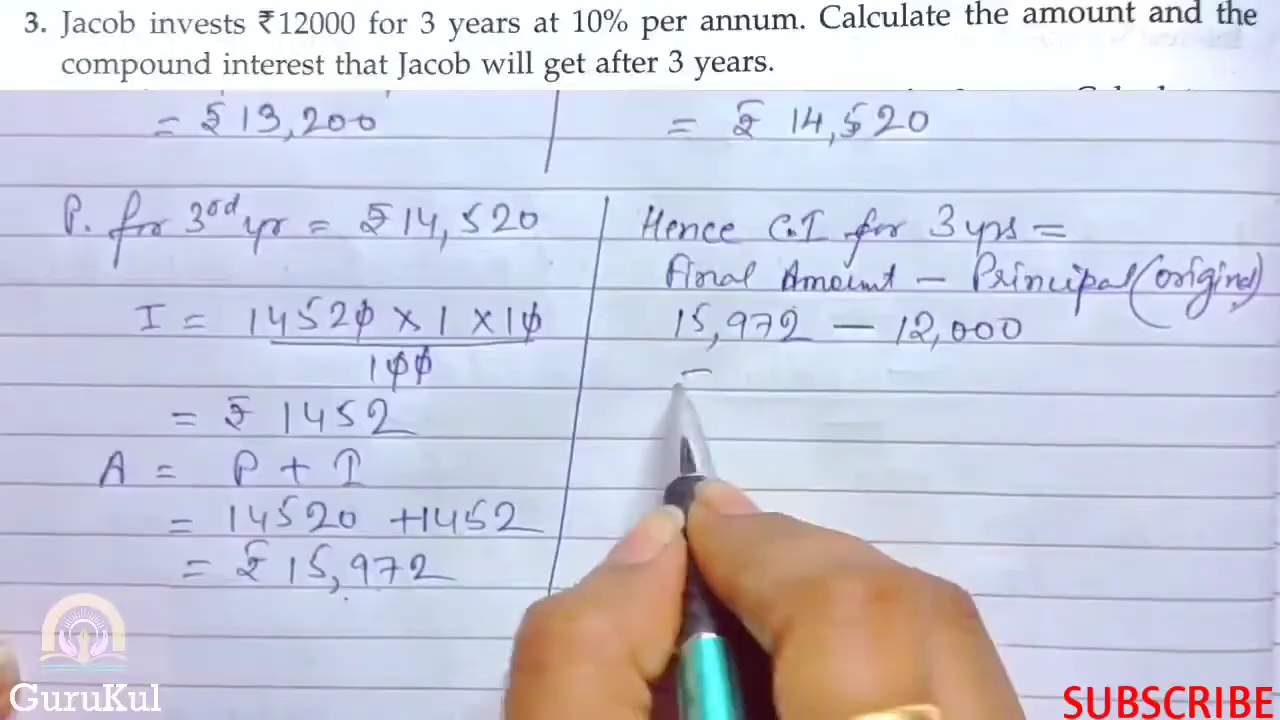 3. Jacob invests ₹12000 for 3 years at 10% per annum. Calculate the amount and the
compound interest that Jacob will get after 3 years.
= ₹ 13,200
= ₹ 14,520
P. for 3rd yr = ₹ 14,520
I = 14520 × 1 × 10
100
= ₹ 1452
A = P + I
= 14520 + 1452
= ₹ 15,972
Hence C.I for 3 yrs =
Final Amount — Principal (original)
15,972 — 12,000
GuruKul
SUBSCRIBE